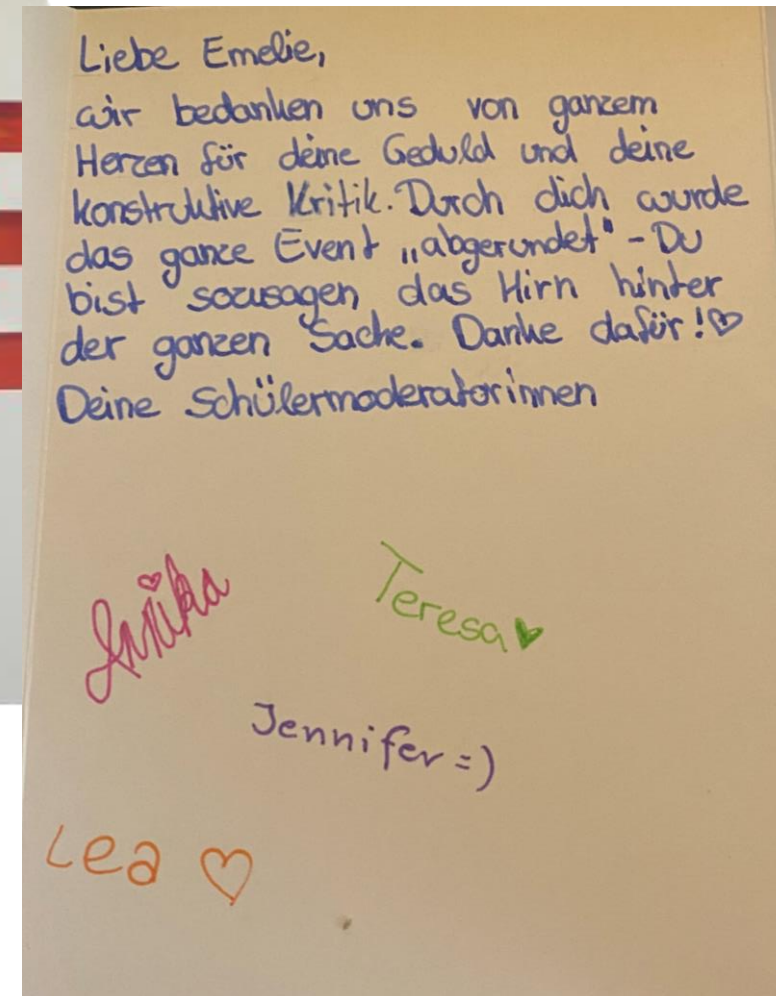 Liebe Emelie,
wir bedanken uns von ganzem
Herzen für deine Geduld und deine
konstruktive Kritik. Durch dich wurde
das ganze Event „abgerundet" - Du
bist sozusagen das Hirn hinter
der ganzen Sache. Danke dafür! ♡
Deine Schülermoderatorinnen
Annika
Teresa ♥
Jennifer =)
Lea ♡